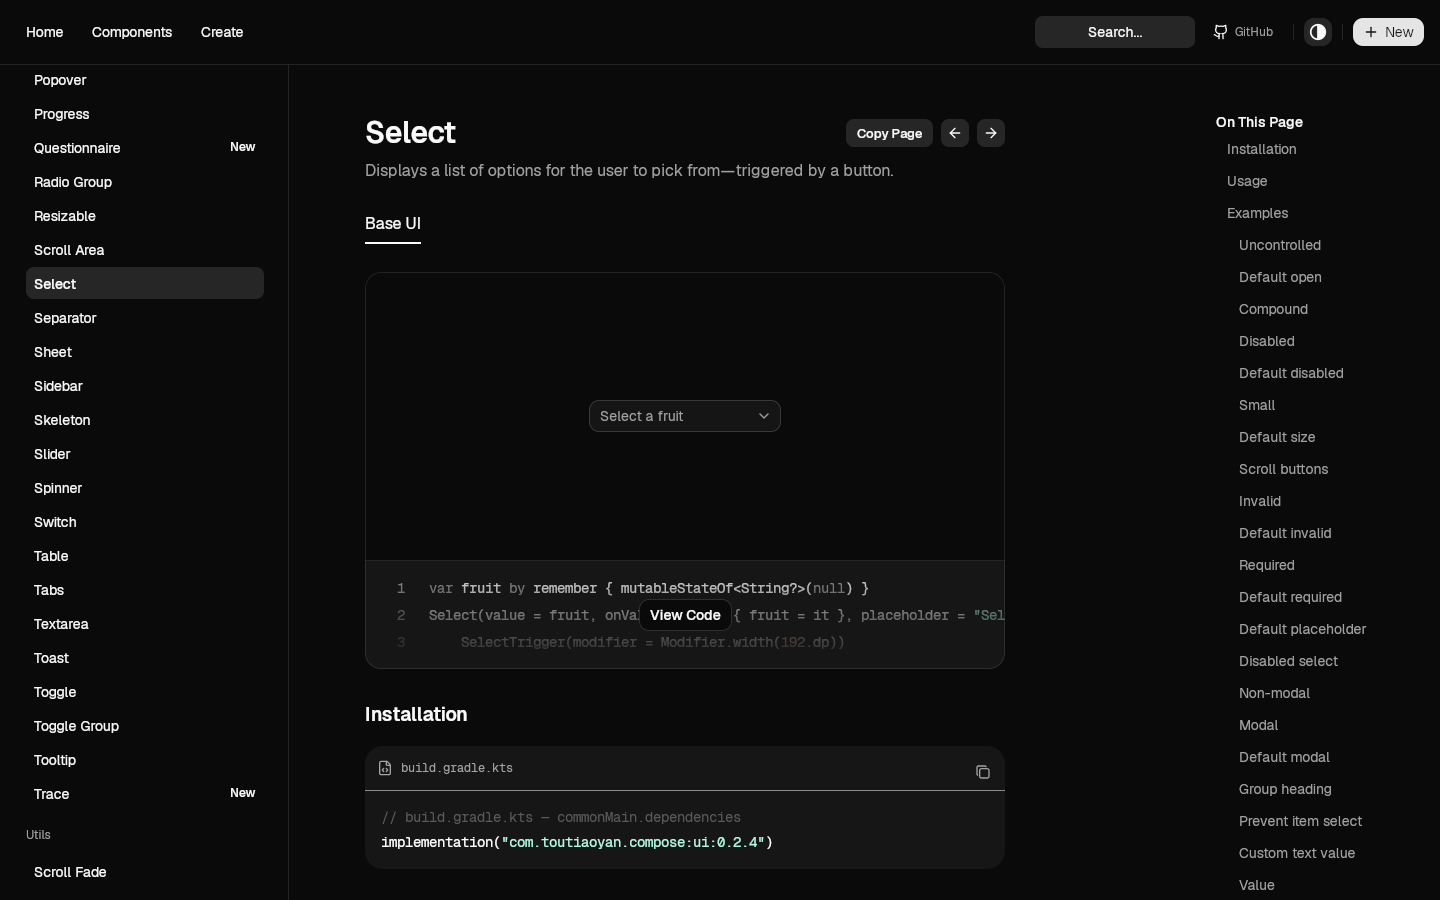 Home
Components
Create
Search...
GitHub
New
Popover
Progress
Questionnaire New
Radio Group
Resizable
Scroll Area
Select
Separator
Sheet
Sidebar
Skeleton
Slider
Spinner
Switch
Table
Tabs
Textarea
Toast
Toggle
Toggle Group
Tooltip
Trace New
Utils
Scroll Fade
Select
Copy Page
Displays a list of options for the user to pick from—triggered by a button.
Base UI
Select a fruit
1 var fruit by remember { mutableStateOf<String?>(null) }
2 Select(value = fruit, onVa { fruit = it }, placeholder = "Sel
View Code
3 SelectTrigger(modifier = Modifier.width(192.dp))
Installation
build.gradle.kts
// build.gradle.kts — commonMain.dependencies
implementation("com.toutiaoyan.compose:ui:0.2.4")
On This Page
Installation
Usage
Examples
Uncontrolled
Default open
Compound
Disabled
Default disabled
Small
Default size
Scroll buttons
Invalid
Default invalid
Required
Default required
Default placeholder
Disabled select
Non-modal
Modal
Default modal
Group heading
Prevent item select
Custom text value
Value